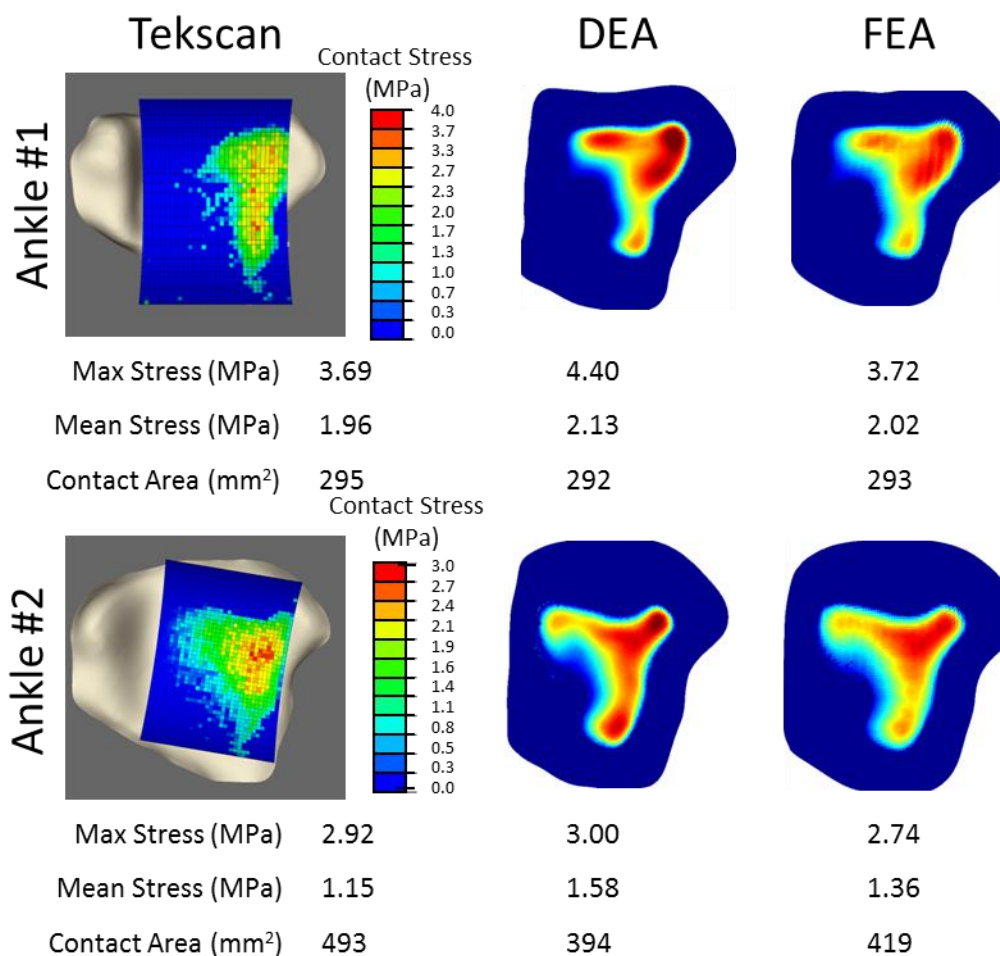 Tekscan DEA FEA
Contact Stress
(MPa)
Ankle #1
4.0
3.7
3.3
2.7
2.3
2.0
1.7
1.3
1.0
0.7
0.3
0.0
Max Stress (MPa) 3.69 4.40 3.72
Mean Stress (MPa) 1.96 2.13 2.02
Contact Area (mm²) 295 292 293
Contact Stress
(MPa)
Ankle #2
3.0
2.7
2.4
2.1
1.9
1.6
1.4
1.1
0.8
0.5
0.3
0.0
Max Stress (MPa) 2.92 3.00 2.74
Mean Stress (MPa) 1.15 1.58 1.36
Contact Area (mm²) 493 394 419